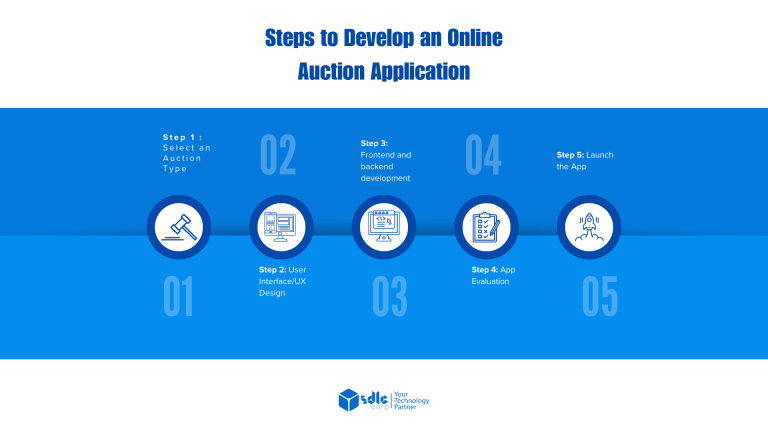 Steps to Develop an Online
Auction Application
Step 1 :
Select an
Auction
Type
01
02
Step 2: User
Interface/UX
Design
Step 3:
Frontend and
backend
development
03
04
Step 4: App
Evaluation
Step 5: Launch
the App
05
sdlc
corp
Your
Technology
Partner